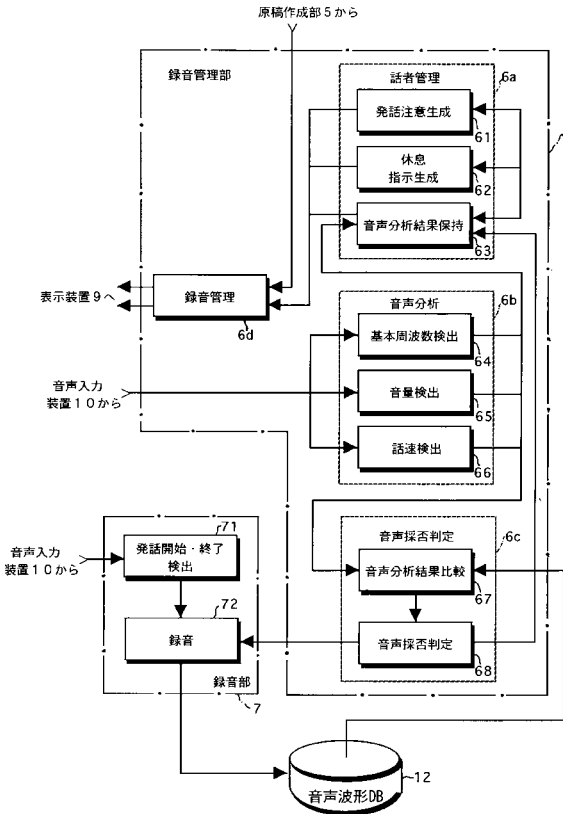 原稿作成部５から
録音管理部
話者管理
6a
発話注意生成
61
休息
指示生成
62
音声分析結果保持
63
表示装置９へ
録音管理
6d
音声分析
6b
基本周波数検出
64
音声入力
装置１０から
音量検出
65
話速検出
66
71
音声入力
装置１０から
発話開始・終了
検出
音声採否判定
6c
音声分析結果比較
67
72
録音
音声採否判定
68
録音部
7
音声波形DB
12